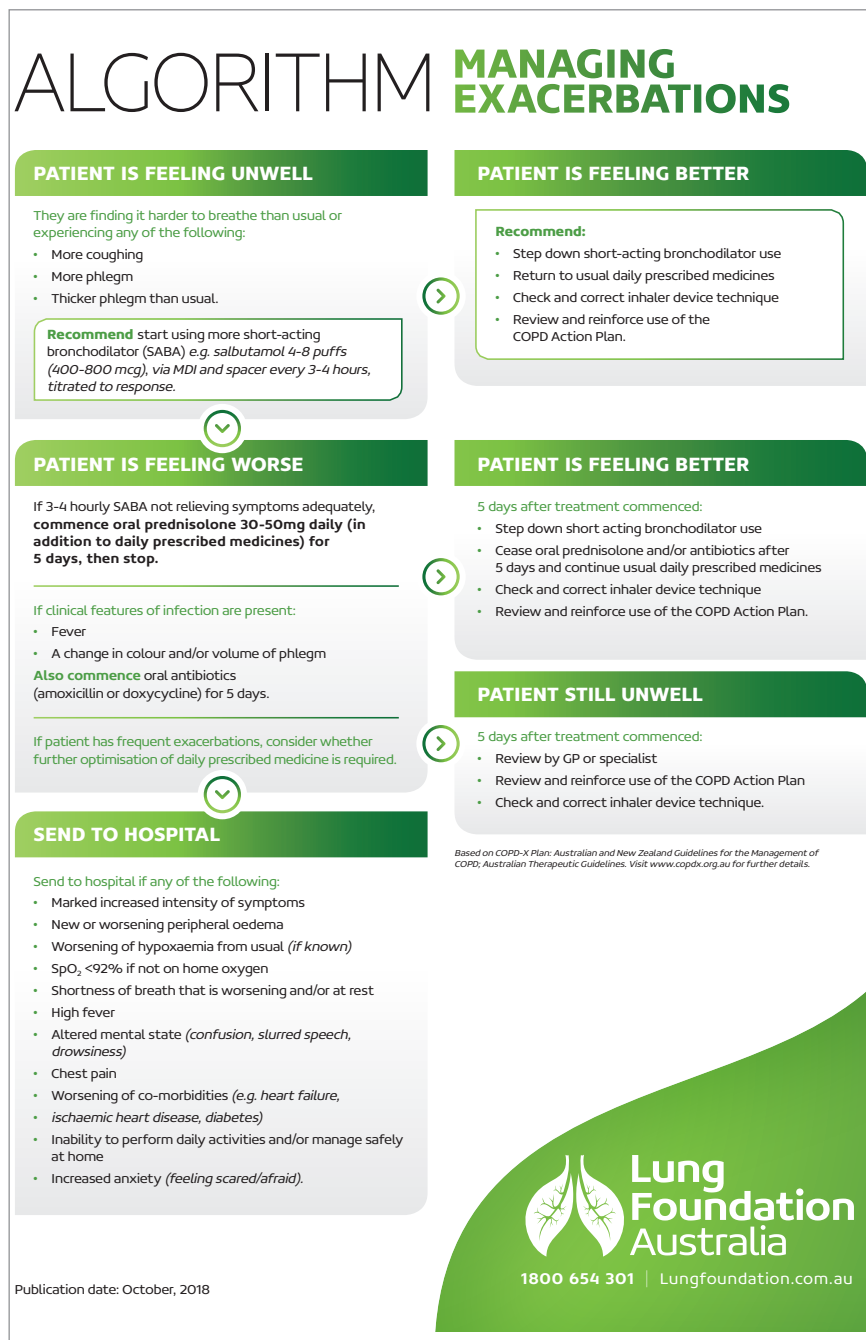 ALGORITHM MANAGING
EXACERBATIONS
PATIENT IS FEELING UNWELL
They are finding it harder to breathe than usual or
experiencing any of the following:
• More coughing
• More phlegm
• Thicker phlegm than usual.
Recommend start using more short-acting
bronchodilator (SABA) e.g. salbutamol 4-8 puffs
(400-800 mcg), via MDI and spacer every 3-4 hours,
titrated to response.
PATIENT IS FEELING BETTER
Recommend:
• Step down short-acting bronchodilator use
• Return to usual daily prescribed medicines
• Check and correct inhaler device technique
• Review and reinforce use of the
COPD Action Plan.
PATIENT IS FEELING WORSE
If 3-4 hourly SABA not relieving symptoms adequately,
commence oral prednisolone 30-50mg daily (in
addition to daily prescribed medicines) for
5 days, then stop.
If clinical features of infection are present:
• Fever
• A change in colour and/or volume of phlegm
Also commence oral antibiotics
(amoxicillin or doxycycline) for 5 days.
If patient has frequent exacerbations, consider whether
further optimisation of daily prescribed medicine is required.
PATIENT IS FEELING BETTER
5 days after treatment commenced:
• Step down short acting bronchodilator use
• Cease oral prednisolone and/or antibiotics after
5 days and continue usual daily prescribed medicines
• Check and correct inhaler device technique
• Review and reinforce use of the COPD Action Plan.
PATIENT STILL UNWELL
5 days after treatment commenced:
• Review by GP or specialist
• Review and reinforce use of the COPD Action Plan
• Check and correct inhaler device technique.
Based on COPD-X Plan: Australian and New Zealand Guidelines for the Management of
COPD; Australian Therapeutic Guidelines. Visit www.copdx.org.au for further details.
SEND TO HOSPITAL
Send to hospital if any of the following:
• Marked increased intensity of symptoms
• New or worsening peripheral oedema
• Worsening of hypoxaemia from usual (if known)
• SpO₂ <92% if not on home oxygen
• Shortness of breath that is worsening and/or at rest
• High fever
• Altered mental state (confusion, slurred speech,
drowsiness)
• Chest pain
• Worsening of co-morbidities (e.g. heart failure,
• ischaemic heart disease, diabetes)
• Inability to perform daily activities and/or manage safely
at home
• Increased anxiety (feeling scared/afraid).
Lung
Foundation
Australia
1800 654 301 | Lungfoundation.com.au
Publication date: October, 2018